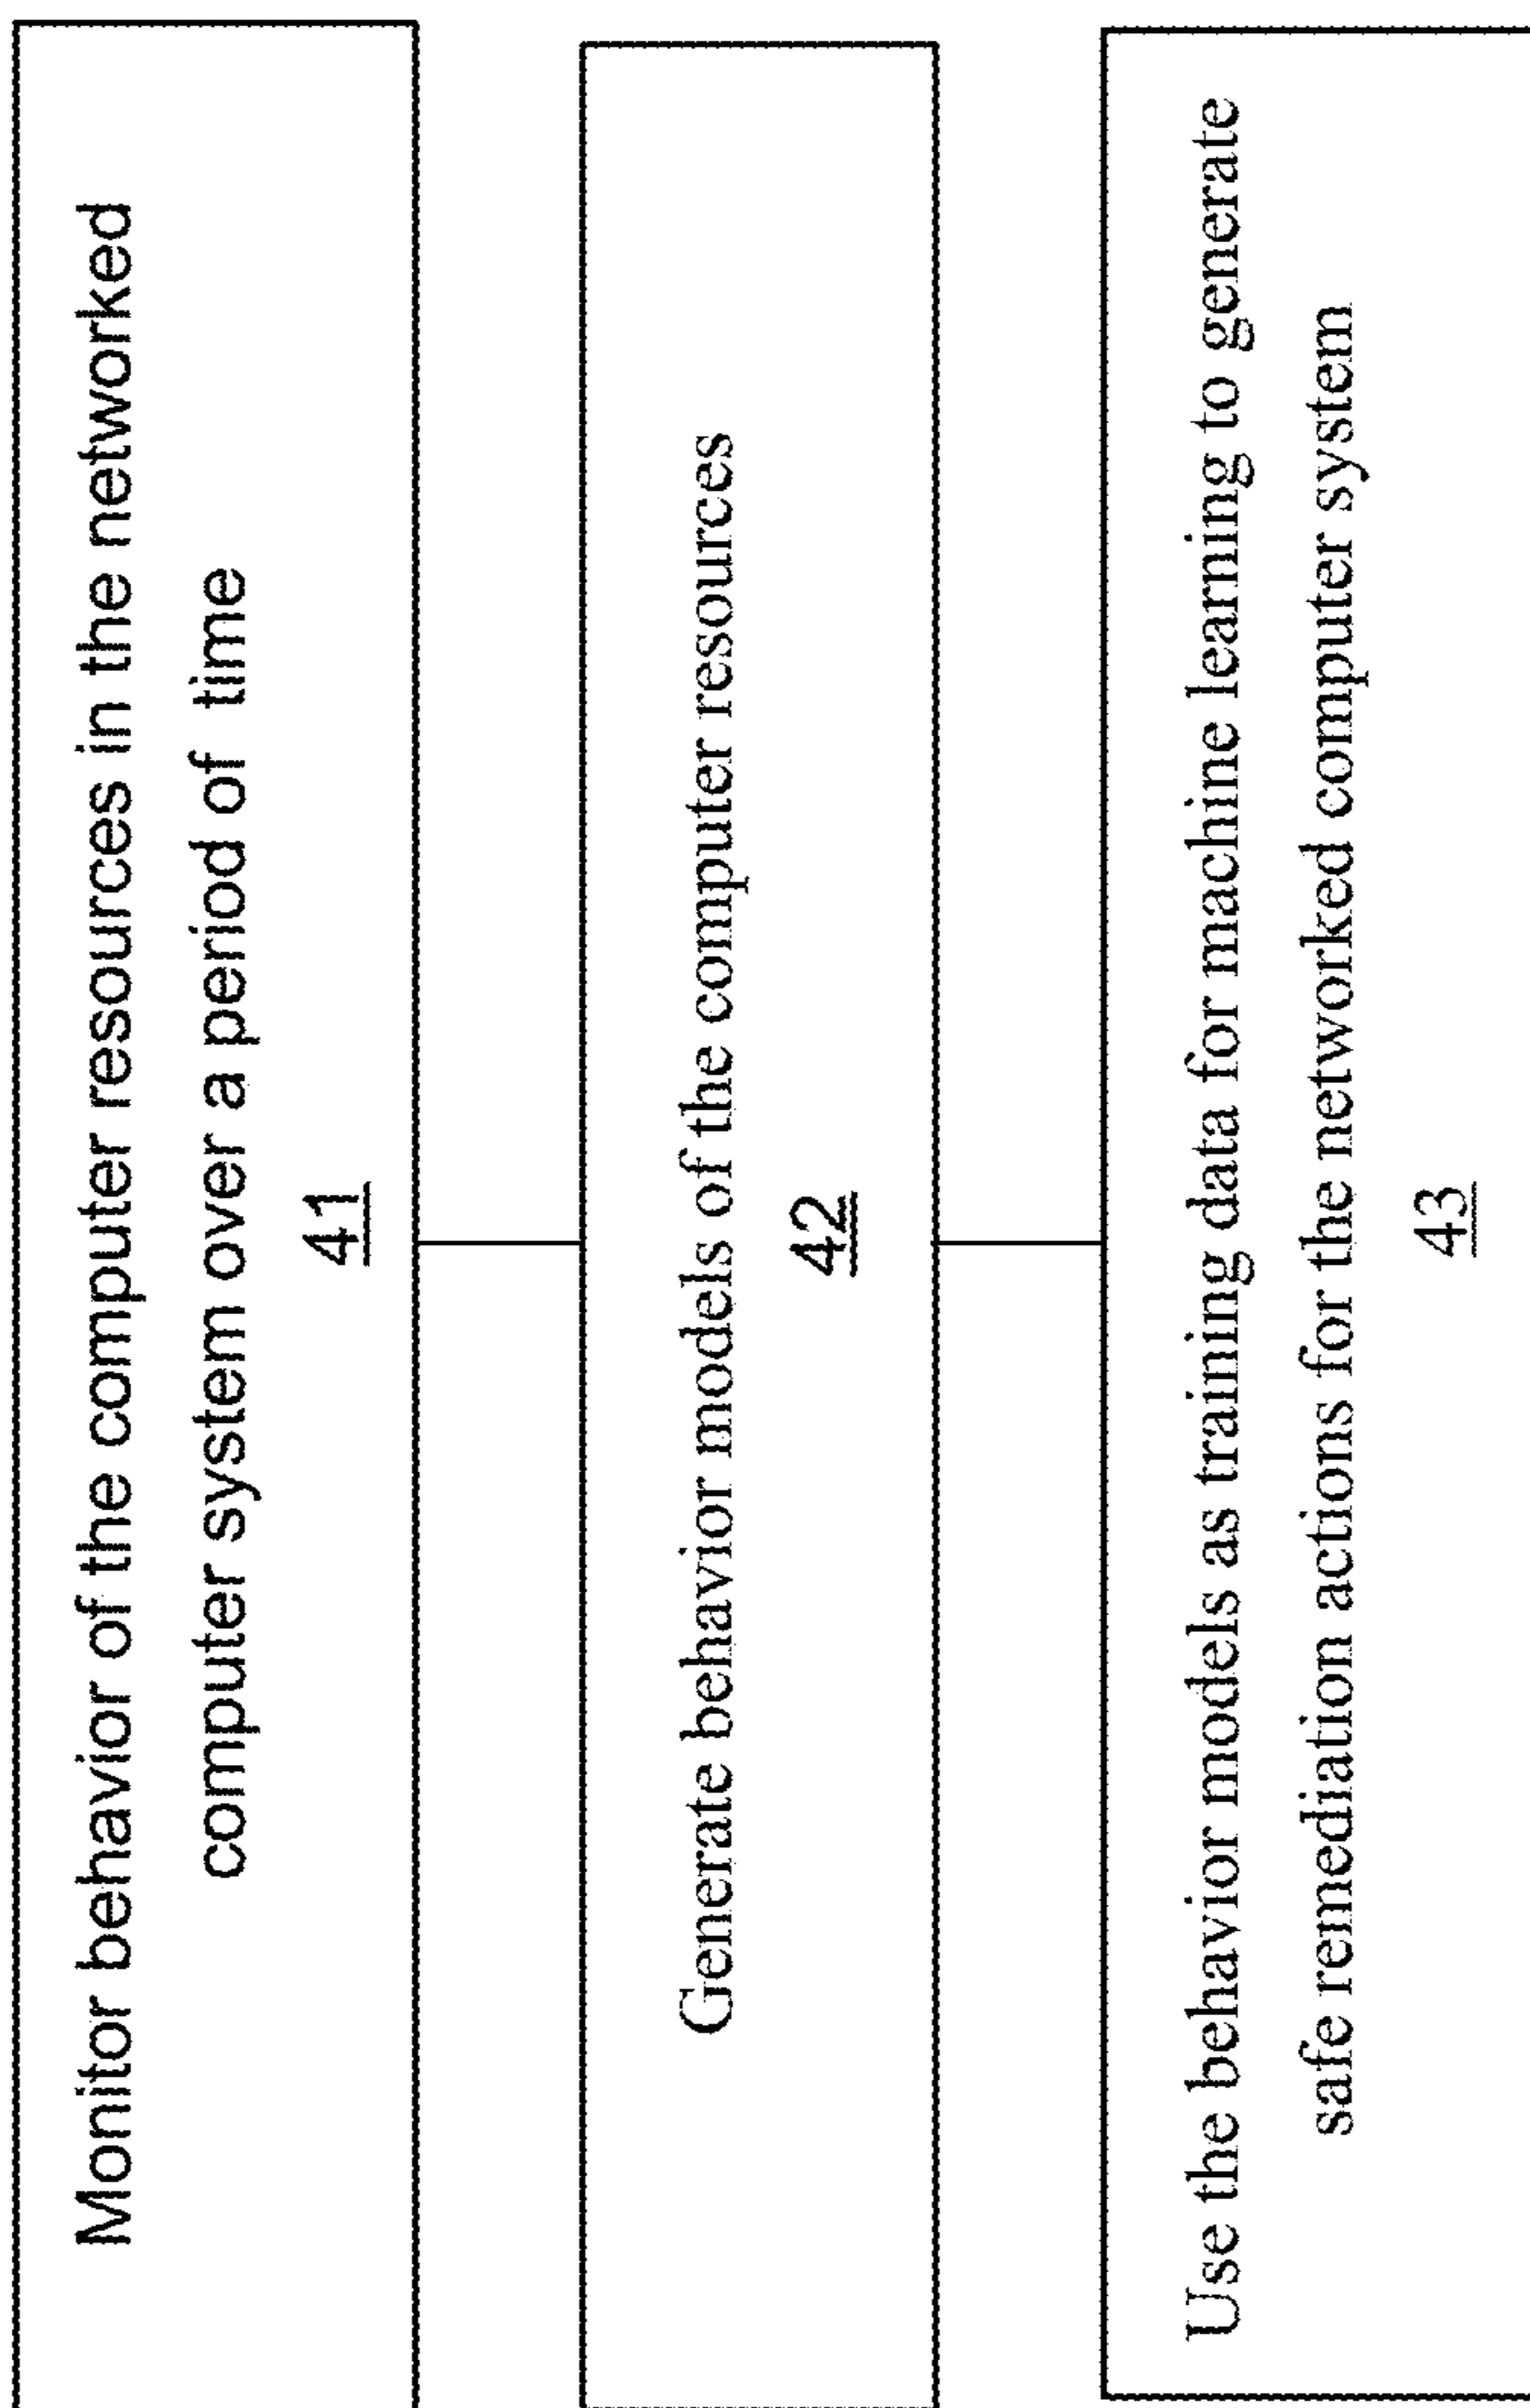 Monitor behavior of the computer resources in the networked
computer system over a period of time
41
Generate behavior models of the computer resources
42
Use the behavior models as training data for machine learning to generate
safe remediation actions for the networked computer system
43